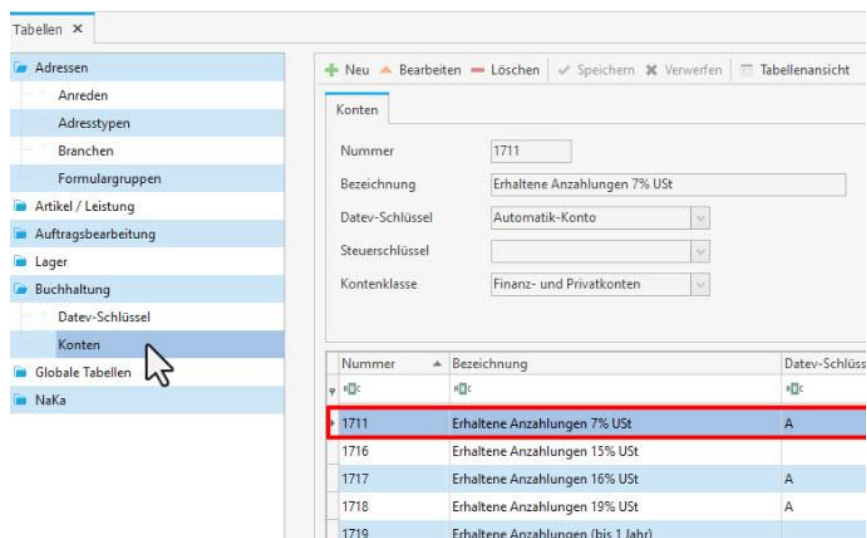 Tabellen ×
Adressen
Anreden
Adresstypen
Branchen
Formulargruppen
Artikel / Leistung
Auftragsbearbeitung
Lager
Buchhaltung
Datev-Schlüssel
Konten
Globale Tabellen
NaKa
Neu Bearbeiten Löschen Speichern Verwerfen Tabellenansicht
Konten
Nummer 1711
Bezeichnung Erhaltene Anzahlungen 7% USt
Datev-Schlüssel Automatik-Konto
Steuerschlüssel
Kontenklasse Finanz- und Privatkonten
Nummer Bezeichnung Datev-Schlüss
1711 Erhaltene Anzahlungen 7% USt A
1716 Erhaltene Anzahlungen 15% USt
1717 Erhaltene Anzahlungen 16% USt A
1718 Erhaltene Anzahlungen 19% USt A
1719 Erhaltene Anzahlungen (bis 1 Jahr)